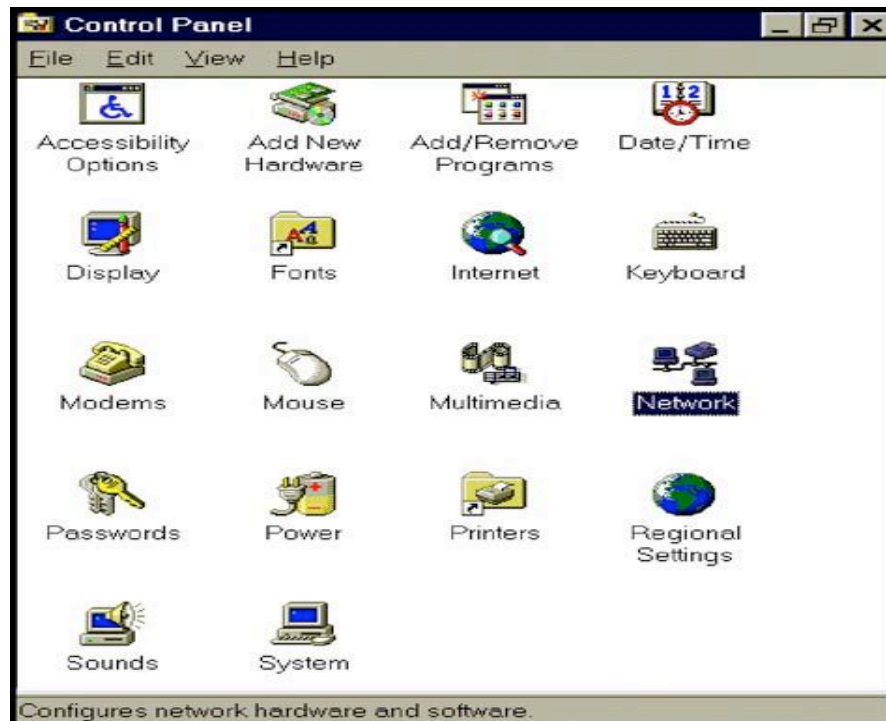 Control Panel
File Edit View Help
Accessibility Options
Add New Hardware
Add/Remove Programs
Date/Time
Display
Fonts
Internet
Keyboard
Modems
Mouse
Multimedia
Network
Passwords
Power
Printers
Regional Settings
Sounds
System
Configures network hardware and software.